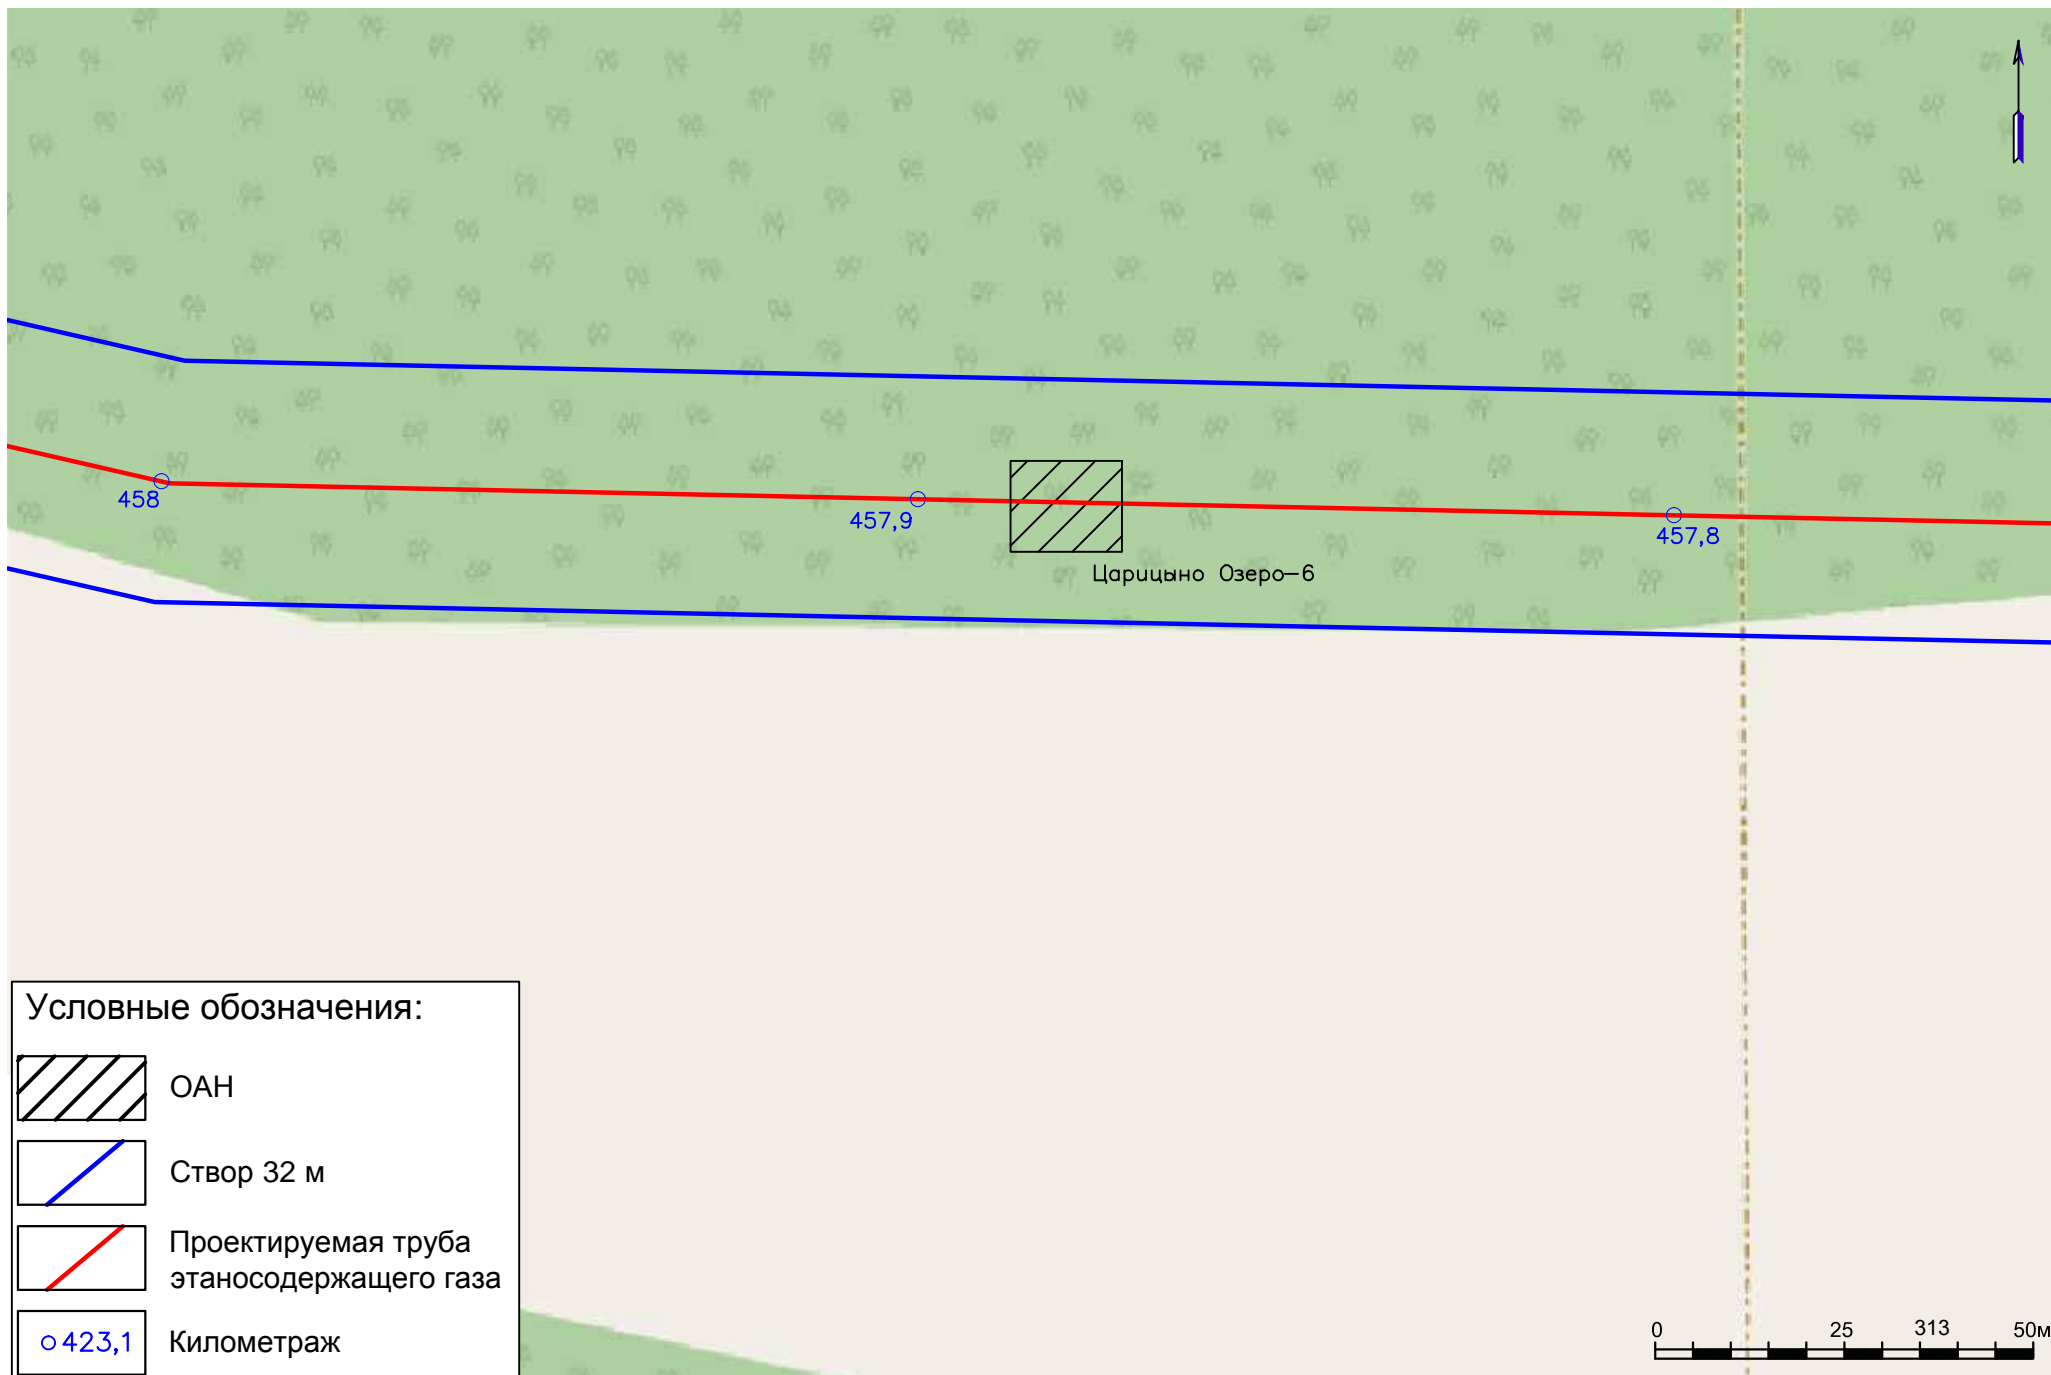 458
457,9
457,8
Царицыно Озеро-6
Условные обозначения:
ОАН
Створ 32 м
Проектируемая труба
этаносодержащего газа
423,1 Километраж
0 25 313 50м